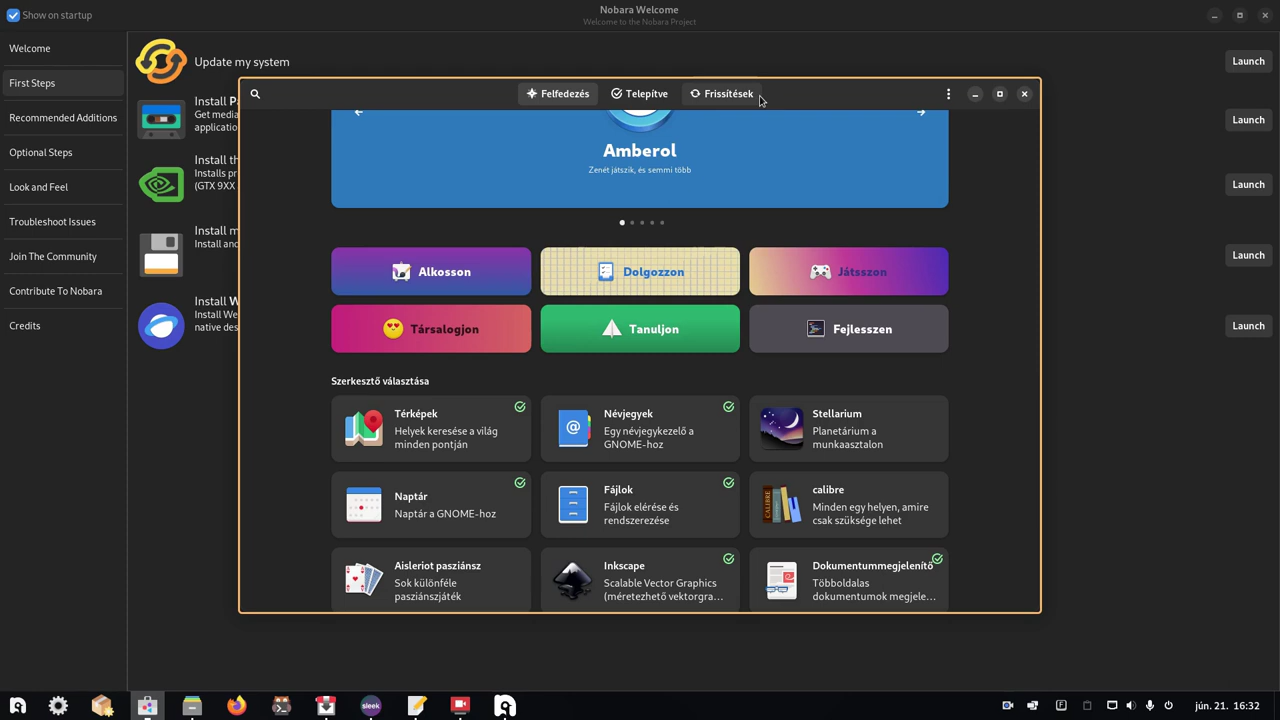 Show on startup
Nobara Welcome
Welcome to the Nobara Project
Welcome
First Steps
Recommended Additions
Optional Steps
Look and Feel
Troubleshoot Issues
Join The Community
Contribute To Nobara
Credits
Update my system
Launch
Install
Get media
application
Launch
Install th
Installs pr
(GTX 9XX
Launch
Install m
Install and
Launch
Install W
Install We
native des
Launch
Felfedezés
Telepítve
Frissítések
Amberol
Zenét játszik, és semmi több
Alkosson
Dolgozzon
Játsszon
Társalogjon
Tanuljon
Fejlesszen
Szerkesztő választása
Térképek
Helyek keresése a világ
minden pontján
Névjegyek
Egy névjegykezelő a
GNOME-hoz
Stellarium
Planetárium a
munkaasztalon
Naptár
Naptár a GNOME-hoz
Fájlok
Fájlok elérése és
rendszerezése
CALIBRE
calibre
Minden egy helyen, amire
csak szüksége lehet
Aisleriot pasziánsz
Sok különféle
pasziánszjáték
Inkscape
Scalable Vector Graphics
(méretezhető vektorgra…
Dokumentummegjelenítő
Többoldalas
dokumentumok megjele…
sleek
jún. 21. 16:32